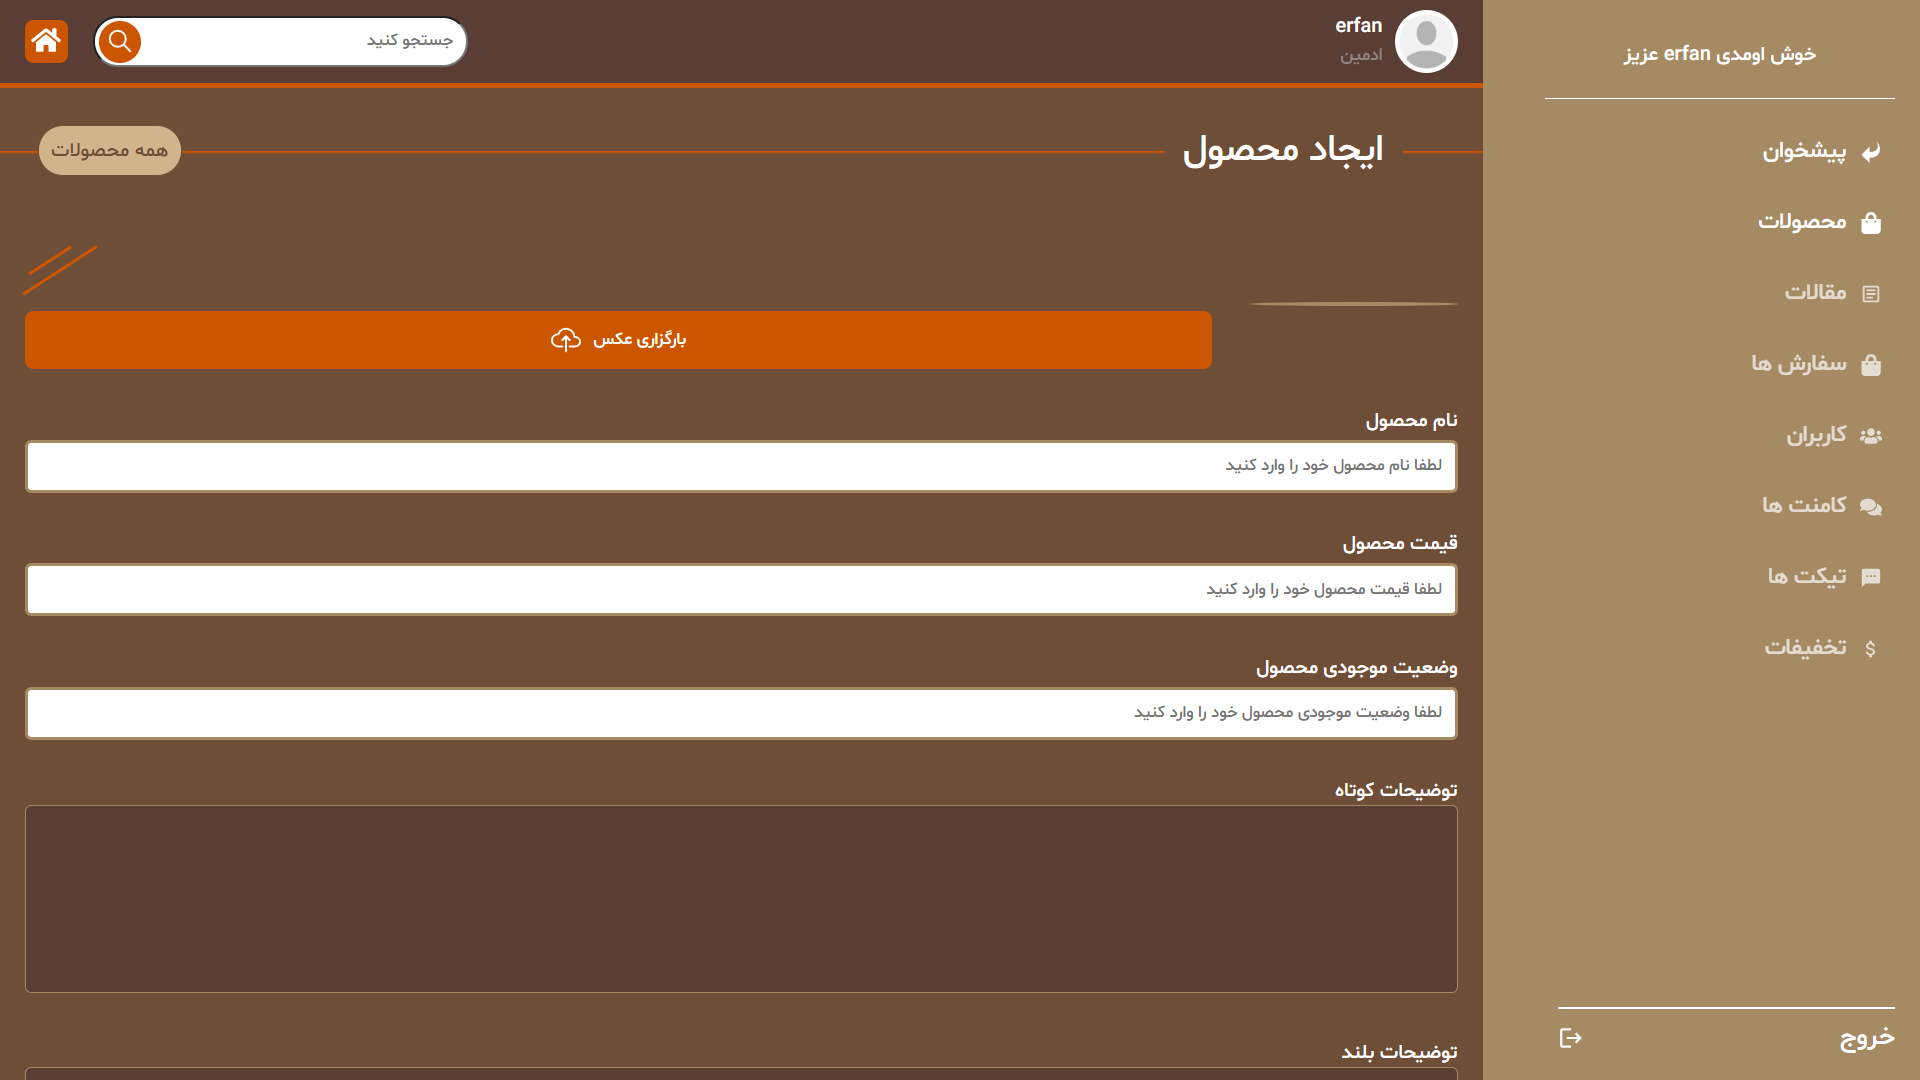 خوش اومدی erfan عزیز
پیشخوان
محصولات
مقالات
سفارش ها
کاربران
کامنت ها
تیکت ها
تخفیفات
خروج
erfan
ادمین
جستجو کنید
ایجاد محصول
همه محصولات
بارگزاری عکس
نام محصول
لطفا نام محصول خود را وارد کنید
قیمت محصول
لطفا قیمت محصول خود را وارد کنید
وضعیت موجودی محصول
لطفا وضعیت موجودی محصول خود را وارد کنید
توضیحات کوتاه
توضیحات بلند